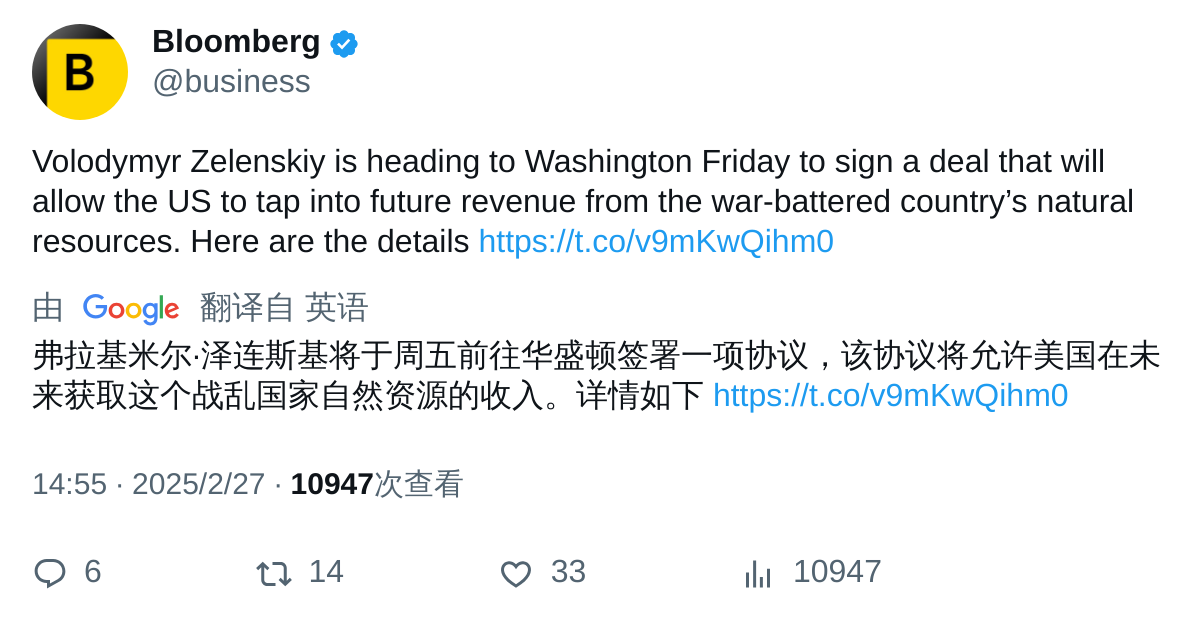 Bloomberg
@business
Volodymyr Zelenskiy is heading to Washington Friday to sign a deal that will
allow the US to tap into future revenue from the war-battered country’s natural
resources. Here are the details https://t.co/v9mKwQihm0
由 Google 翻译自 英语
弗拉基米尔·泽连斯基将于周五前往华盛顿签署一项协议，该协议将允许美国在未
来获取这个战乱国家自然资源的收入。详情如下 https://t.co/v9mKwQihm0
14:55 · 2025/2/27 · 10947次查看
6 14 33 10947